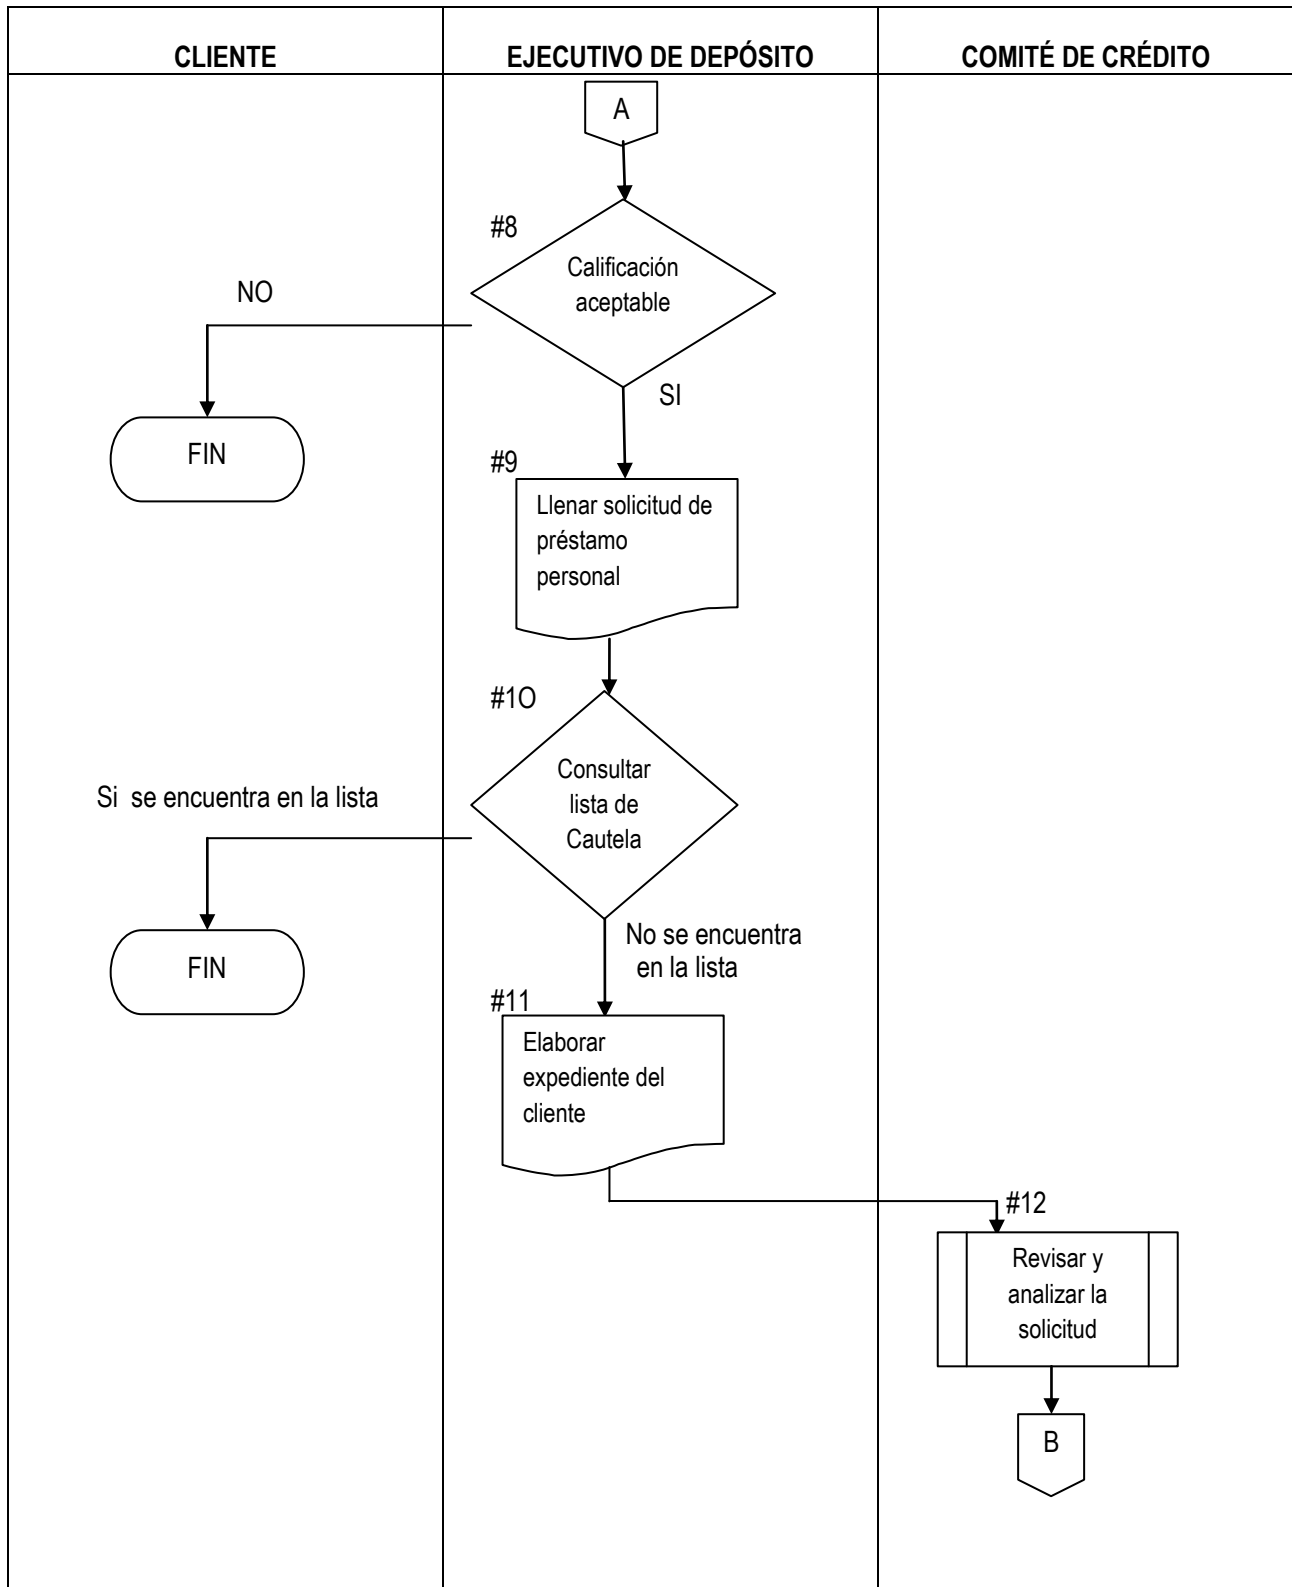 CLIENTE
EJECUTIVO DE DEPÓSITO
COMITÉ DE CRÉDITO
A
#8
Calificación
aceptable
NO
SI
FIN
#9
Llenar solicitud de
préstamo
personal
#1O
Consultar
lista de
Cautela
Si se encuentra en la lista
FIN
No se encuentra
en la lista
#11
Elaborar
expediente del
cliente
#12
Revisar y
analizar la
solicitud
B